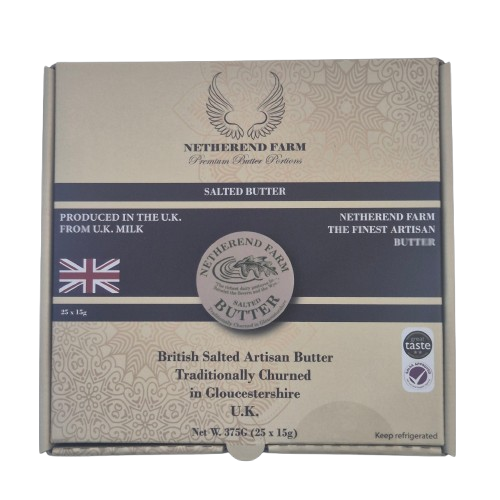 NETHEREND FARM
Premium Butter Portions
SALTED BUTTER
PRODUCED IN THE U.K.
FROM U.K. MILK
NETHEREND FARM
THE FINEST ARTISAN
BUTTER
25 x 15g
NETHEREND FARM
SALTED
BUTTER
great
taste
British Salted Artisan Butter
Traditionally Churned
in Gloucestershire
U.K.
Net W. 375G (25 x 15g)
Keep refrigerated